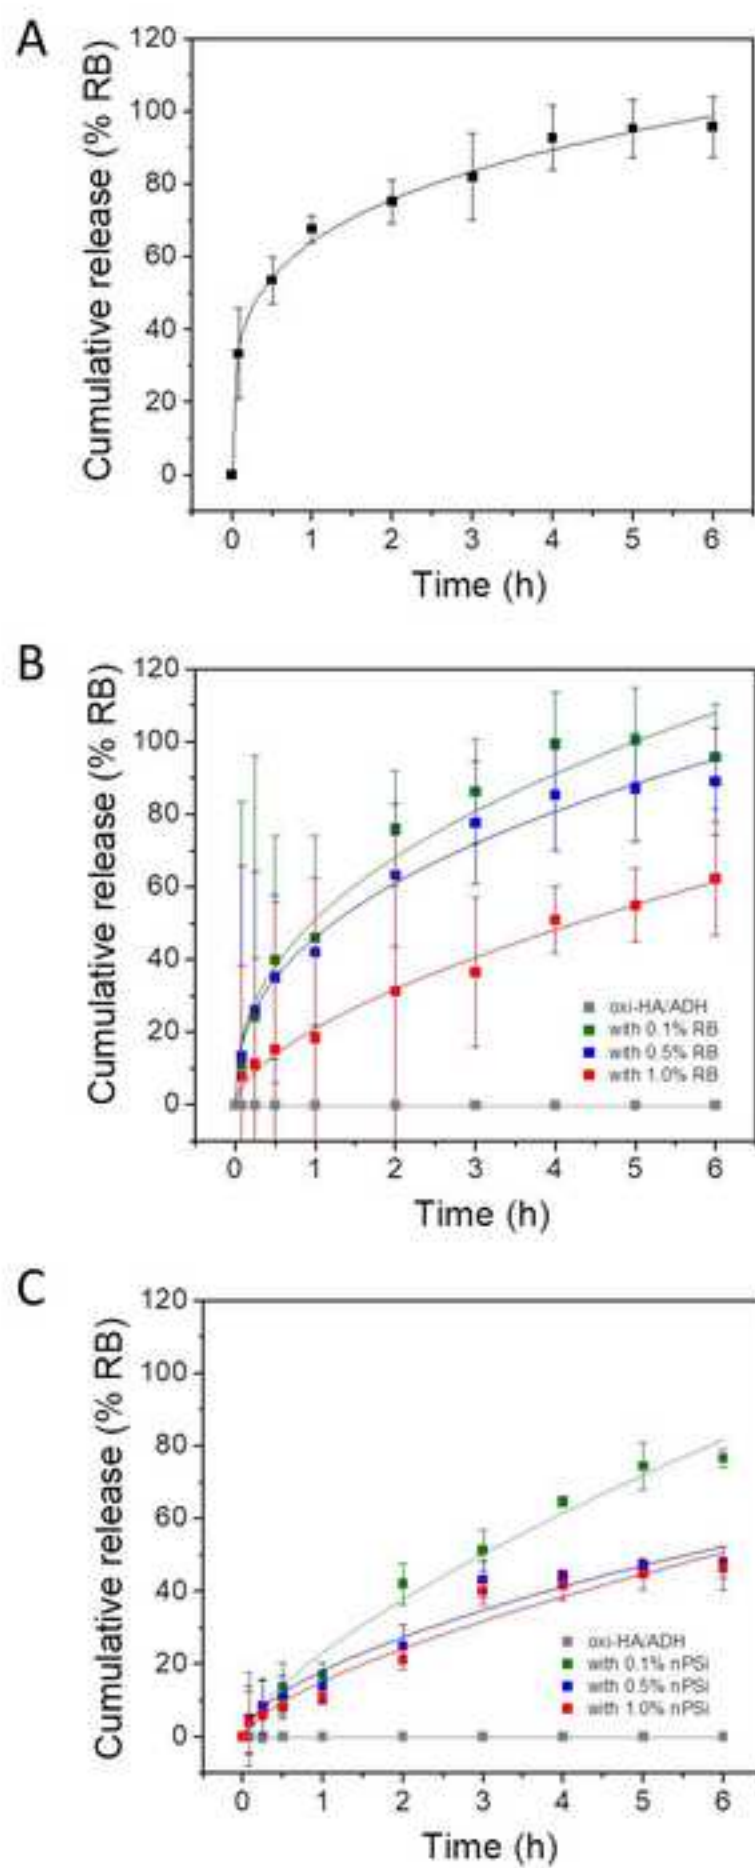 A
Cumulative release (% RB)
120
100
80
60
40
20
0
0 1 2 3 4 5 6
Time (h)
B
Cumulative release (% RB)
120
100
80
60
40
20
0
oxi-HA/ADH
with 0.1% RB
with 0.5% RB
with 1.0% RB
0 1 2 3 4 5 6
Time (h)
C
Cumulative release (% RB)
120
100
80
60
40
20
0
oxi-HA/ADH
with 0.1% nPSi
with 0.5% nPSi
with 1.0% nPSi
0 1 2 3 4 5 6
Time (h)